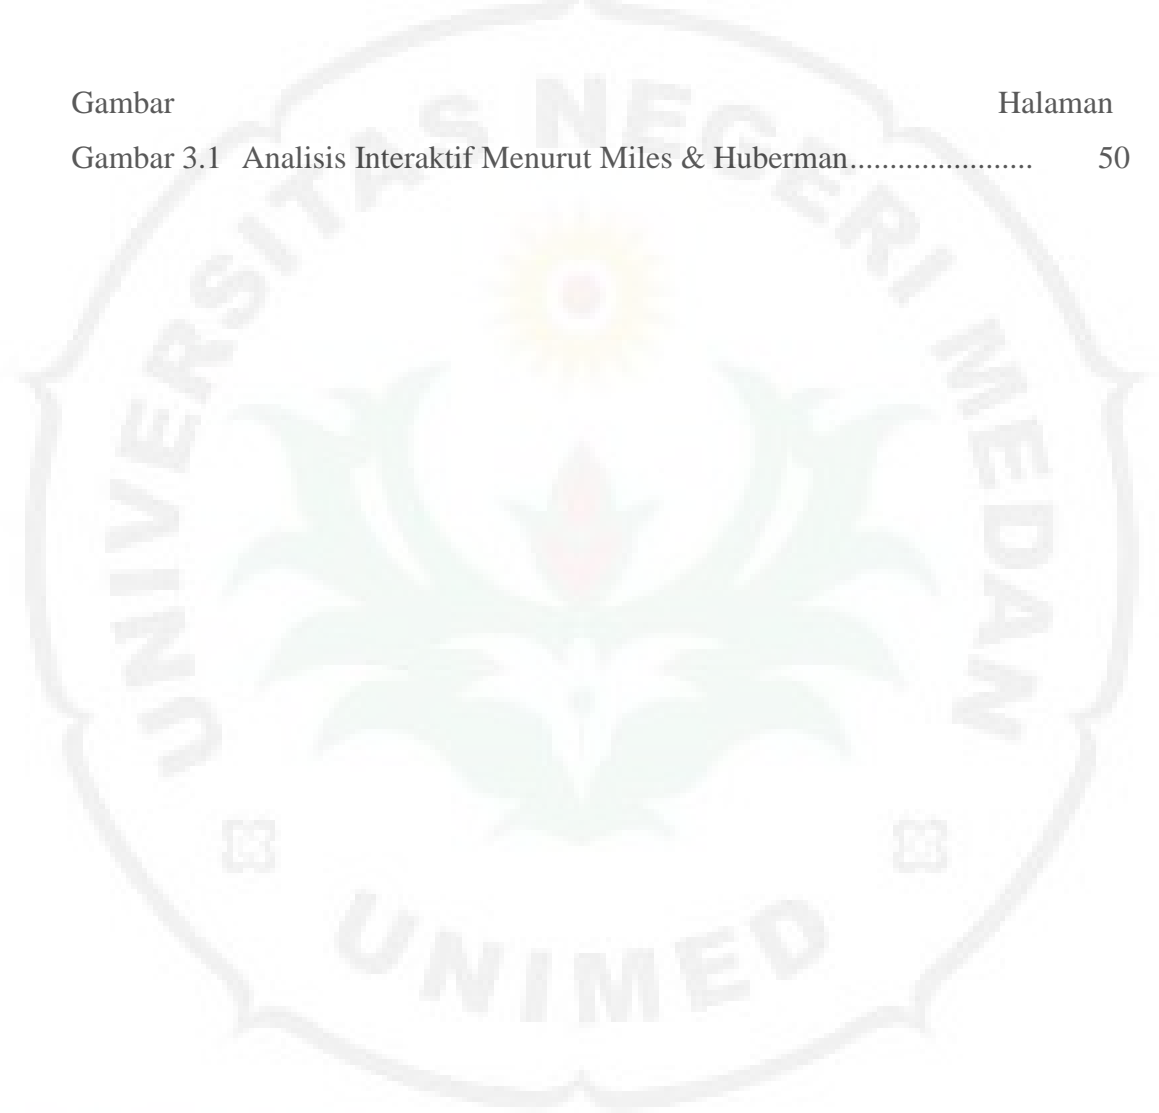 Gambar Halaman
Gambar 3.1 Analisis Interaktif Menurut Miles & Huberman....................... 50
UNIVERSITAS NEGERI MEDAN
UNIMED